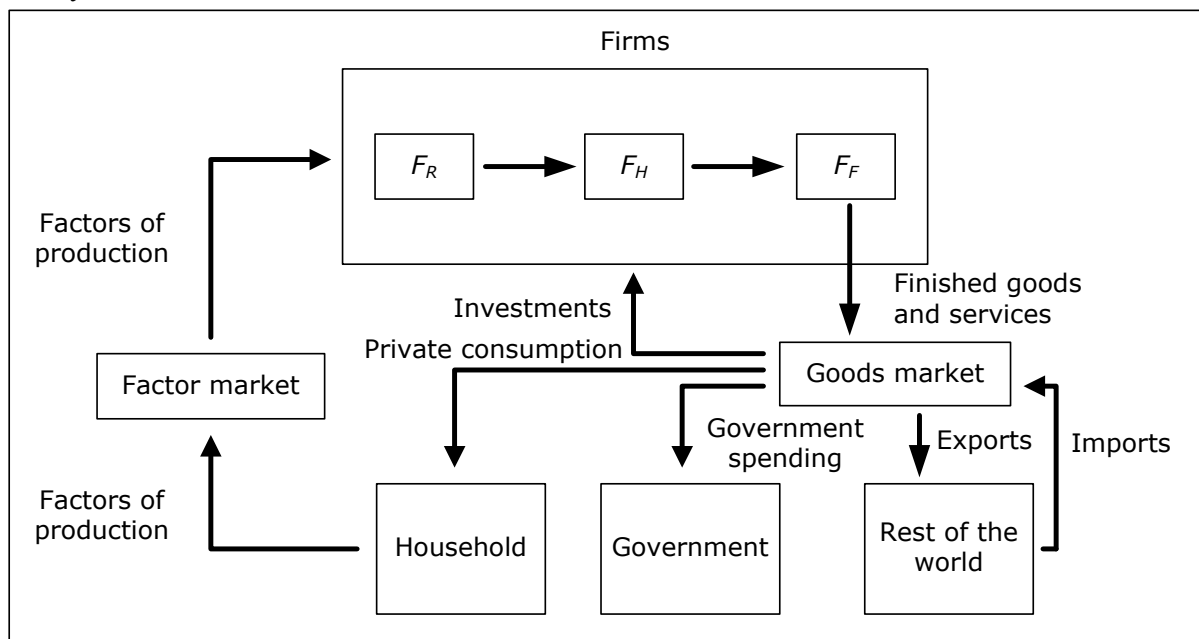 Firms
F_R
F_H
F_F
Factors of
production
Investments
Finished goods
and services
Private consumption
Factor market
Goods market
Government
spending
Exports
Imports
Factors of
production
Household
Government
Rest of the
world